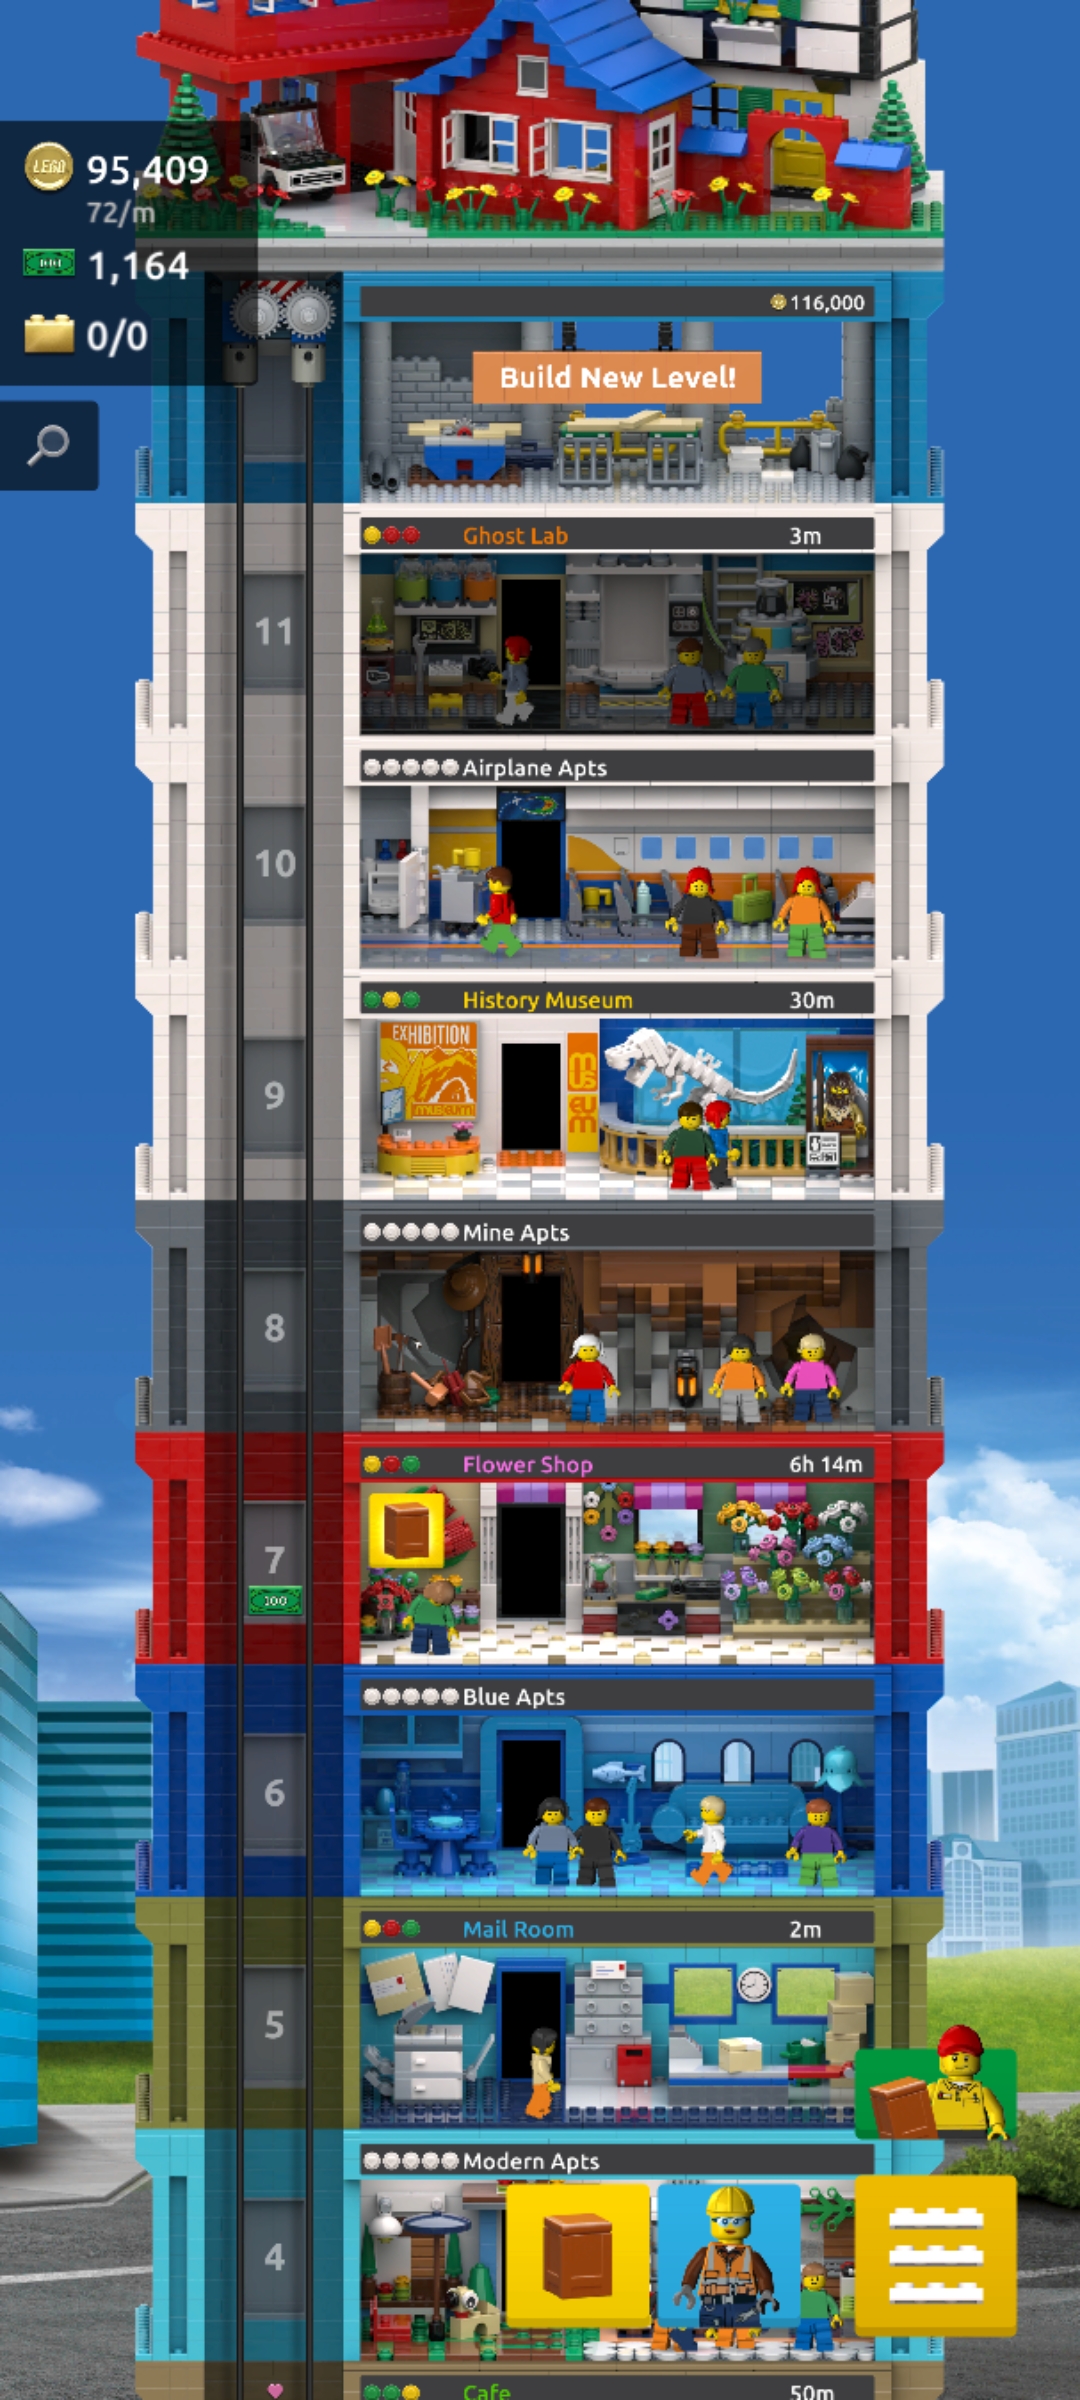 LEGO
95,409
72/m
100
1,164
0/0
116,000
Build New Level!
Ghost Lab
3m
11
Airplane Apts
10
History Museum
30m
EXHIBITION
museum
9
Mine Apts
8
Flower Shop
6h 14m
7
100
Blue Apts
6
Mail Room
2m
5
Modern Apts
4
Cafe
50m